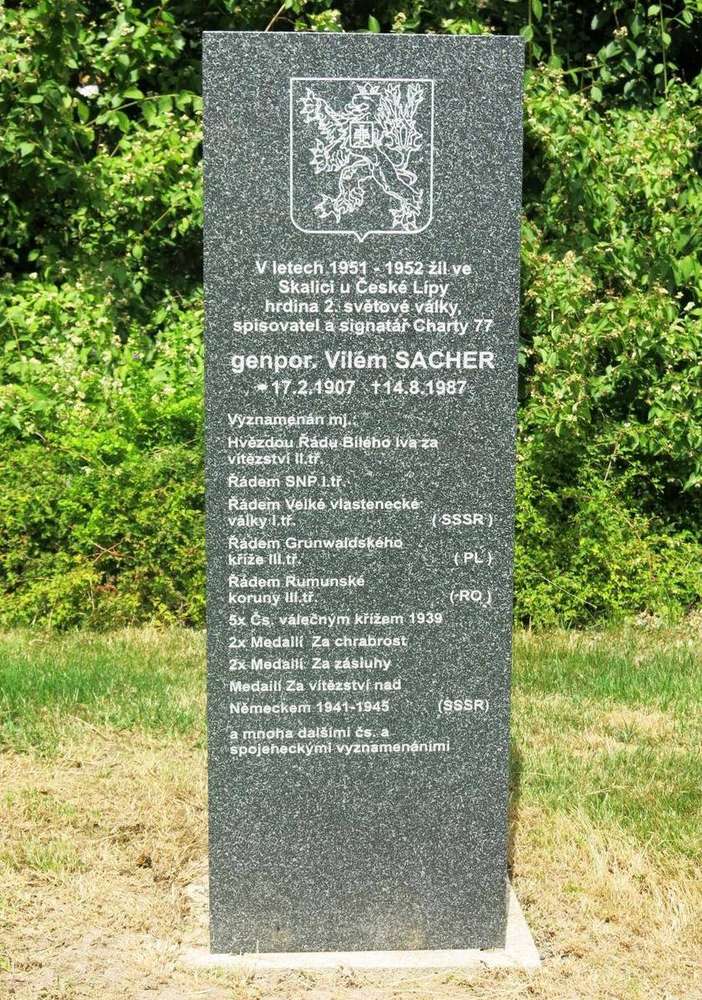 V letech 1951 - 1952 žil ve
Skalici u České Lípy
hrdina 2. světové války,
spisovatel a signatář Charty 77
genpor. Vilém SACHER
*17.2.1907 †14.8.1987
Vyznamenán mj.:
Hvězdou Řádu Bílého lva za
vítězství II.tř.
Řádem SNP I.tř.
Řádem Velké vlastenecké
války I.tř. ( SSSR )
Řádem Grunwaldského
kříže III.tř. ( PL )
Řádem Rumunské
koruny III.tř. ( RO )
5x Čs. válečným křížem 1939
2x Medailí Za chrabrost
2x Medailí Za zásluhy
Medailí Za vítězství nad
Německem 1941-1945 (SSSR)
a mnoha dalšími čs. a
spojeneckými vyznamenáními